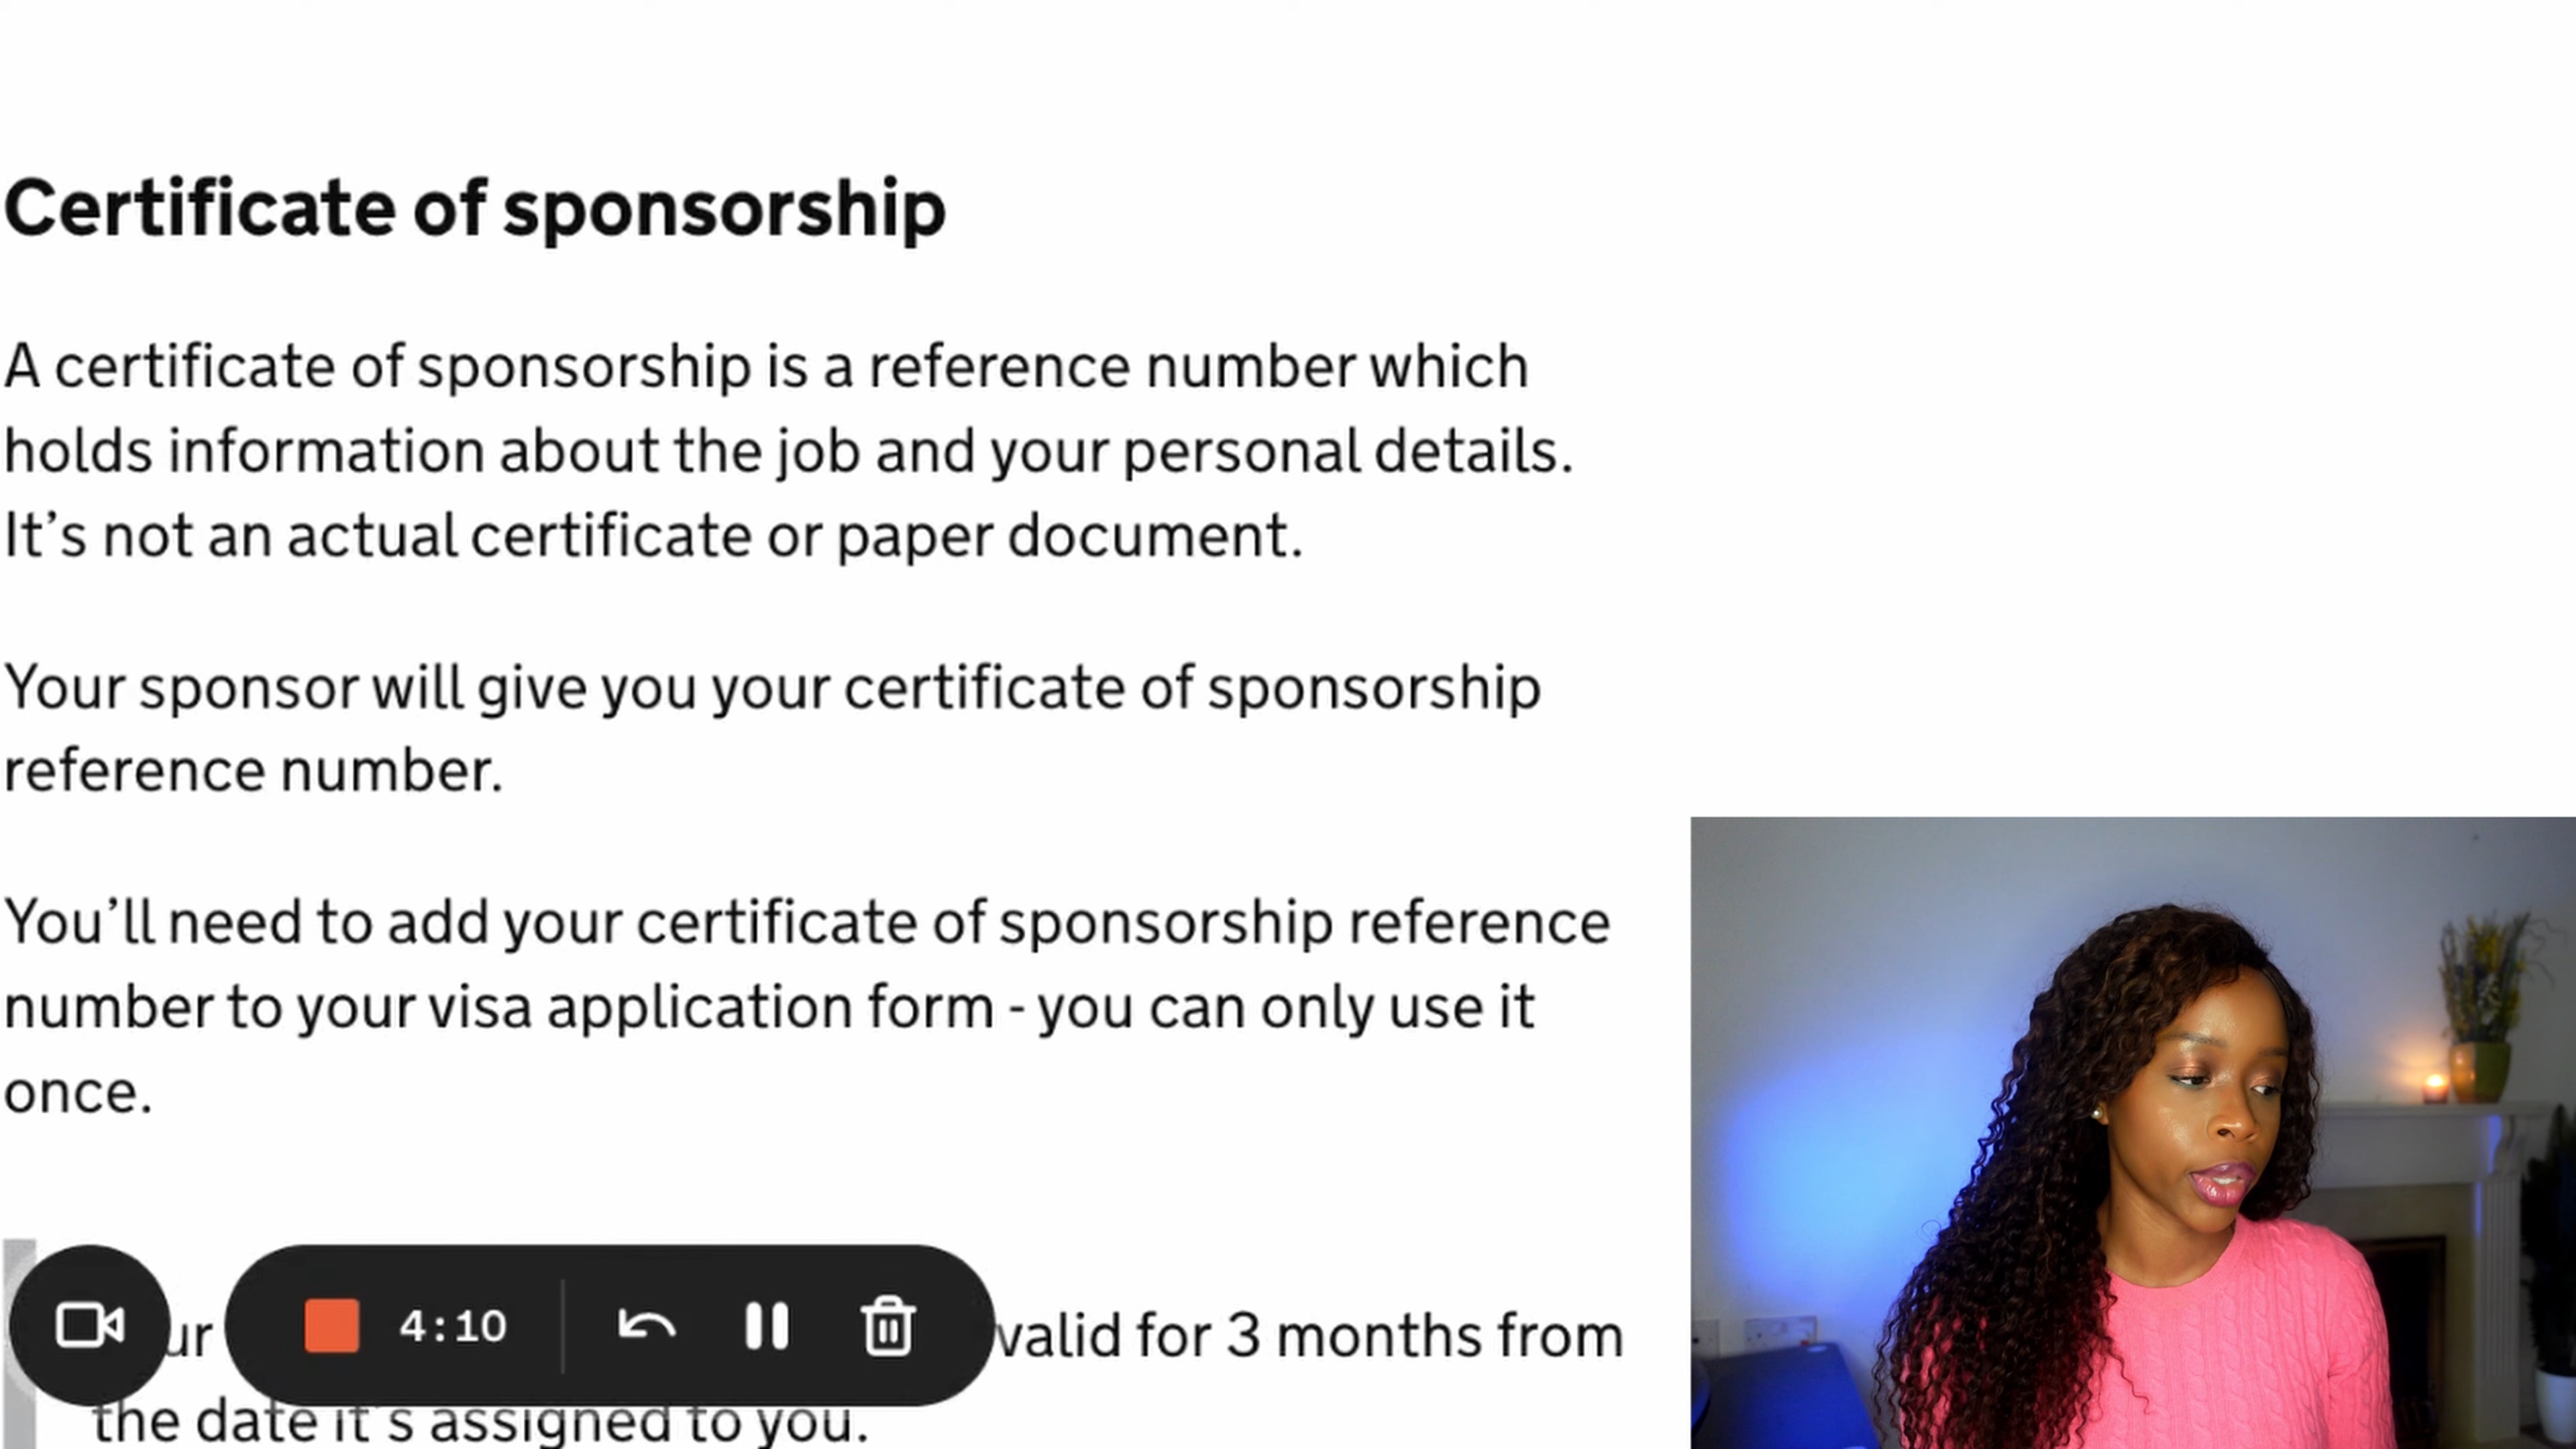 Certificate of sponsorship
A certificate of sponsorship is a reference number which
holds information about the job and your personal details.
It’s not an actual certificate or paper document.
Your sponsor will give you your certificate of sponsorship
reference number.
You’ll need to add your certificate of sponsorship reference
number to your visa application form - you can only use it
once.
4:10
valid for 3 months from
the date it’s assigned to you.